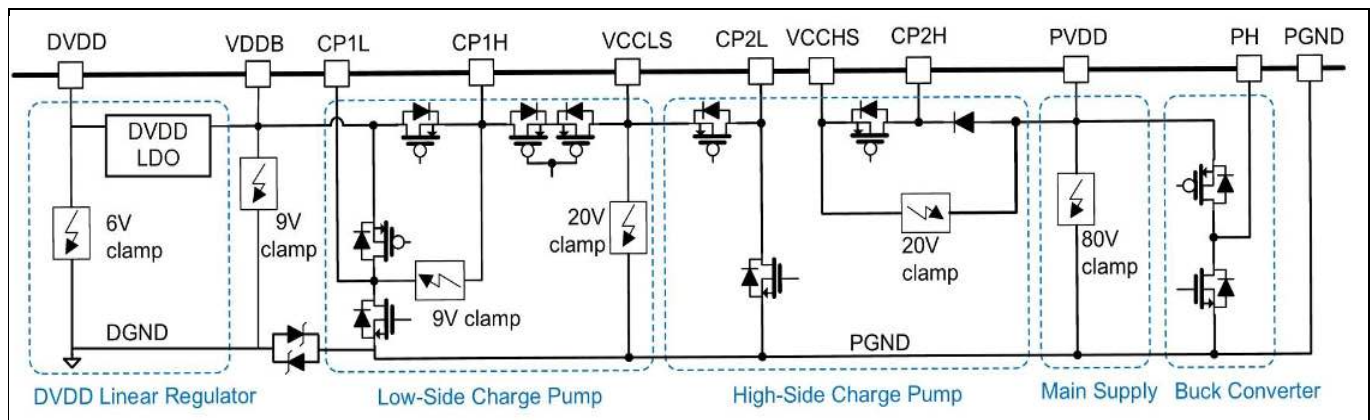 DVDD
VDDB
CP1L
CP1H
VCCLS
CP2L
VCCHS
CP2H
PVDD
PH
PGND
DVDD
LDO
6V
clamp
9V
clamp
9V clamp
20V
clamp
20V
clamp
80V
clamp
DGND
PGND
DVDD Linear Regulator
Low-Side Charge Pump
High-Side Charge Pump
Main Supply
Buck Converter